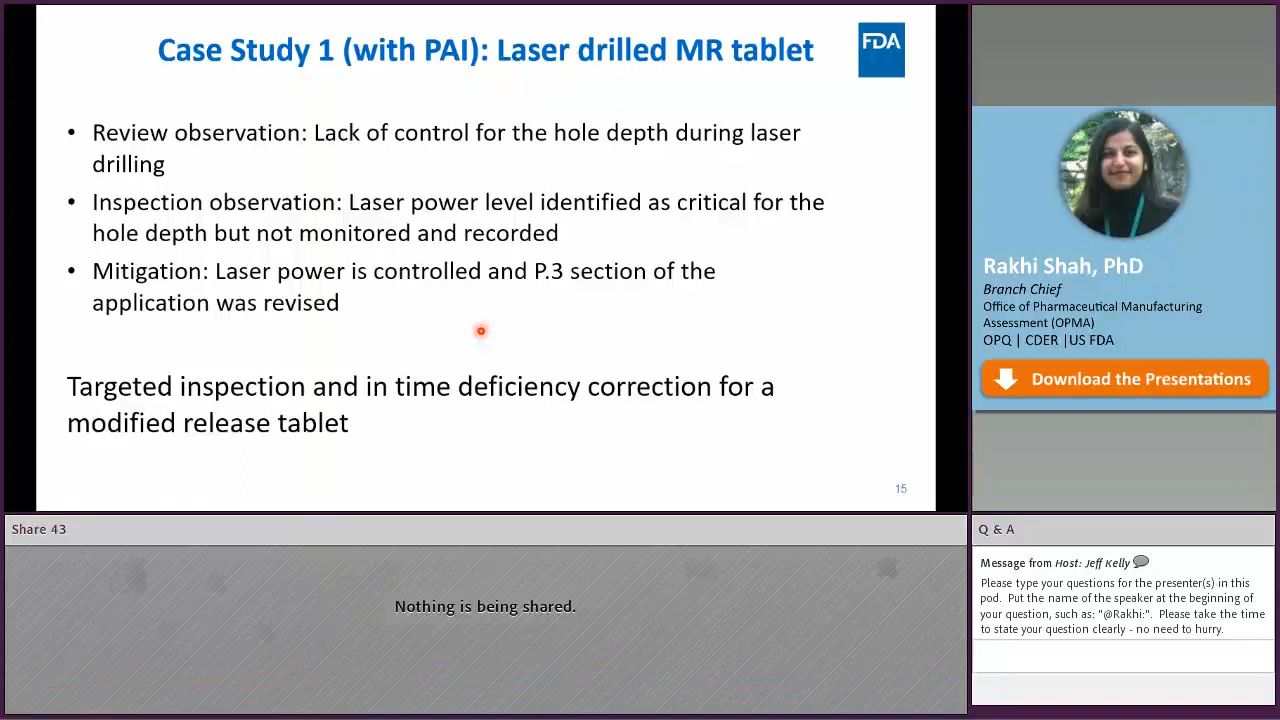 Case Study 1 (with PAI): Laser drilled MR tablet
FDA
• Review observation: Lack of control for the hole depth during laser
drilling
• Inspection observation: Laser power level identified as critical for the
hole depth but not monitored and recorded
• Mitigation: Laser power is controlled and P.3 section of the
application was revised
Targeted inspection and in time deficiency correction for a
modified release tablet
15
Rakhi Shah, PhD
Branch Chief
Office of Pharmaceutical Manufacturing
Assessment (OPMA)
OPQ | CDER |US FDA
Download the Presentations
Share 43
Nothing is being shared.
Q & A
Message from Host: Jeff Kelly
Please type your questions for the presenter(s) in this
pod. Put the name of the speaker at the beginning of
your question, such as: "@Rakhi:". Please take the time
to state your question clearly - no need to hurry.